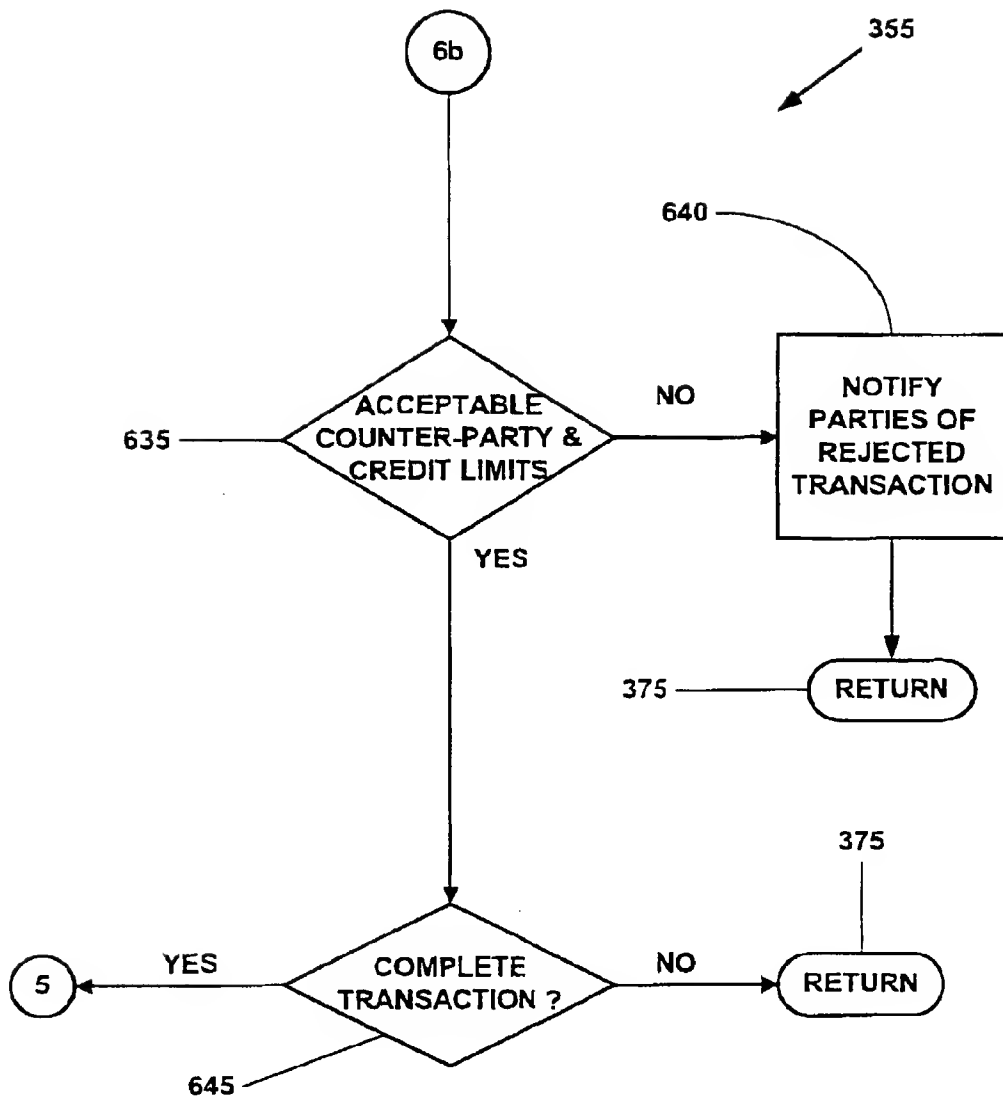 6b
355
640
ACCEPTABLE
COUNTER-PARTY &
CREDIT LIMITS
635
NO
NOTIFY
PARTIES OF
REJECTED
TRANSACTION
YES
375
RETURN
375
5
YES
COMPLETE
TRANSACTION ?
NO
RETURN
645